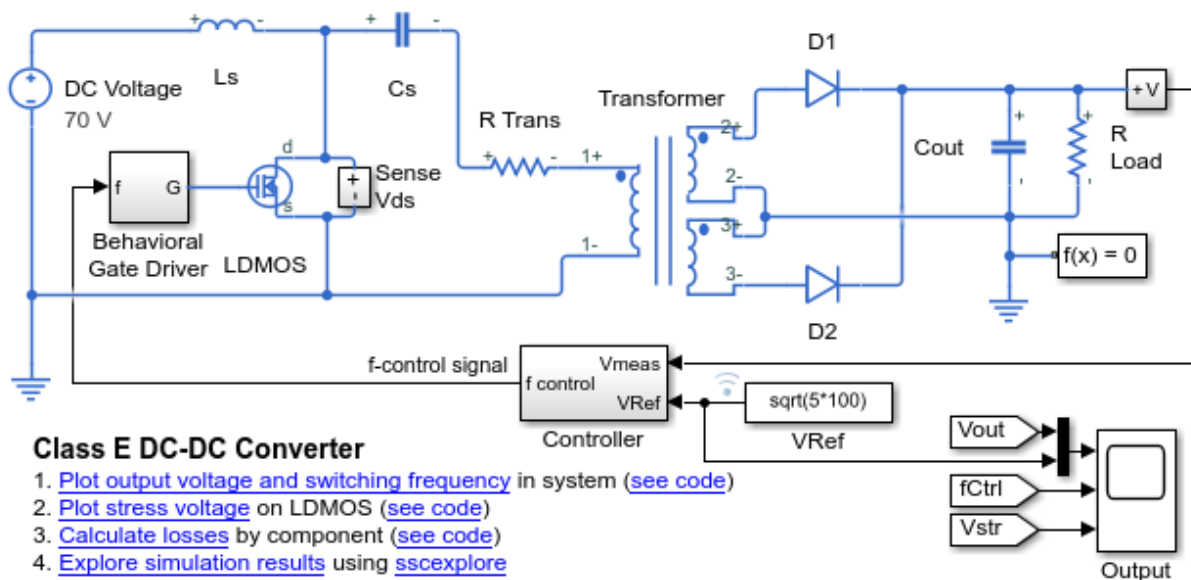 + - + -
Ls
Cs
DC Voltage
70 V
+
-
d
s
f G
Behavioral
Gate Driver
LDMOS
+
-
Sense
Vds
R Trans
+ -
1+
1-
Transformer
2+
2-
3+
3-
D1
D2
Cout
+
-
+
-
R
Load
+ V
f(x) = 0
f-control signal
f control
Vmeas
VRef
Controller
sqrt(5*100)
VRef
Vout
fCtrl
Vstr
Output
Class E DC-DC Converter
1. Plot output voltage and switching frequency in system (see code)
2. Plot stress voltage on LDMOS (see code)
3. Calculate losses by component (see code)
4. Explore simulation results using sscexplore